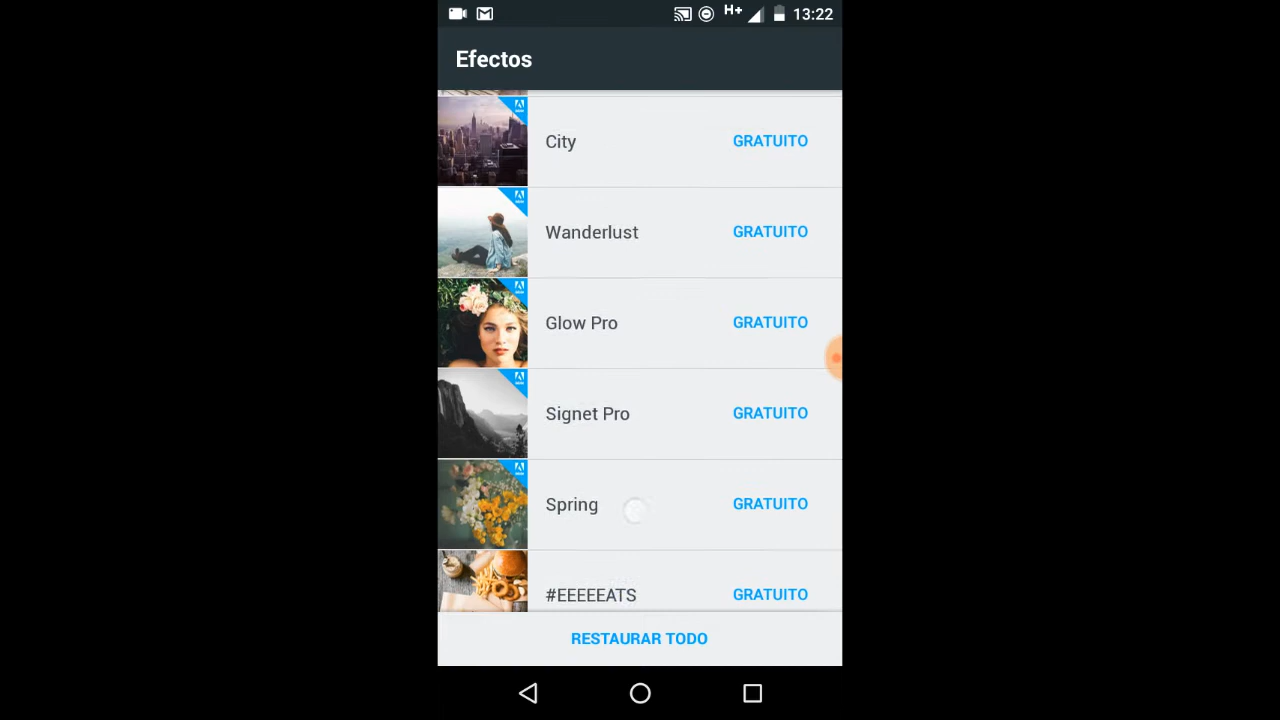 H+ 13:22
Efectos
City GRATUITO
Wanderlust GRATUITO
Glow Pro GRATUITO
Signet Pro GRATUITO
Spring GRATUITO
#EEEEEATS GRATUITO
RESTAURAR TODO